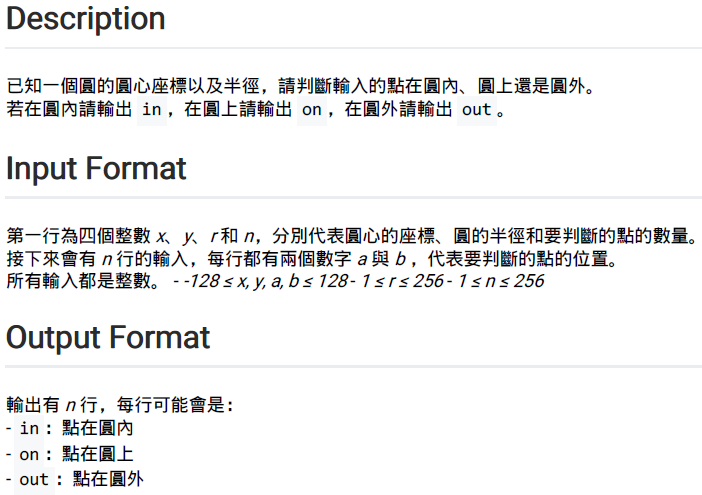 Description
已知一個圓的圓心座標以及半徑，請判斷輸入的點在圓內、圓上還是圓外。
若在圓內請輸出 in，在圓上請輸出 on，在圓外請輸出 out。
Input Format
第一行為四個整數 x、y、r 和 n，分別代表圓心的座標、圓的半徑和要判斷的點的數量。
接下來會有 n 行的輸入，每行都有兩個數字 a 與 b，代表要判斷的點的位置。
所有輸入都是整數。 - -128 ≤ x, y, a, b ≤ 128 - 1 ≤ r ≤ 256 - 1 ≤ n ≤ 256
Output Format
輸出有 n 行，每行可能會是：
- in：點在圓內
- on：點在圓上
- out：點在圓外